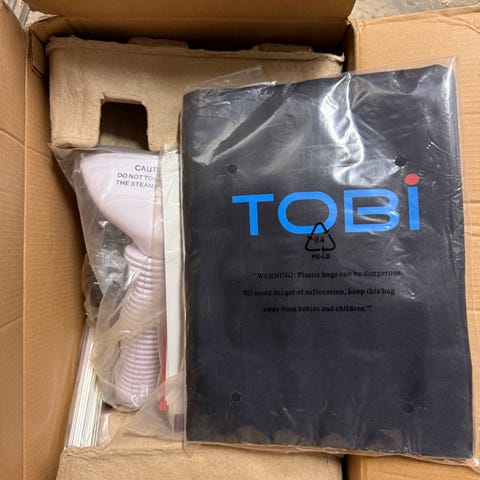 CAUT
DO NOT TO
THE STEAM
TOBi
04
PE-LD
"WARNING: Plastic bags can be dangerous.
TO avoid denger of suffocation, keep this bag
away from babies and children."